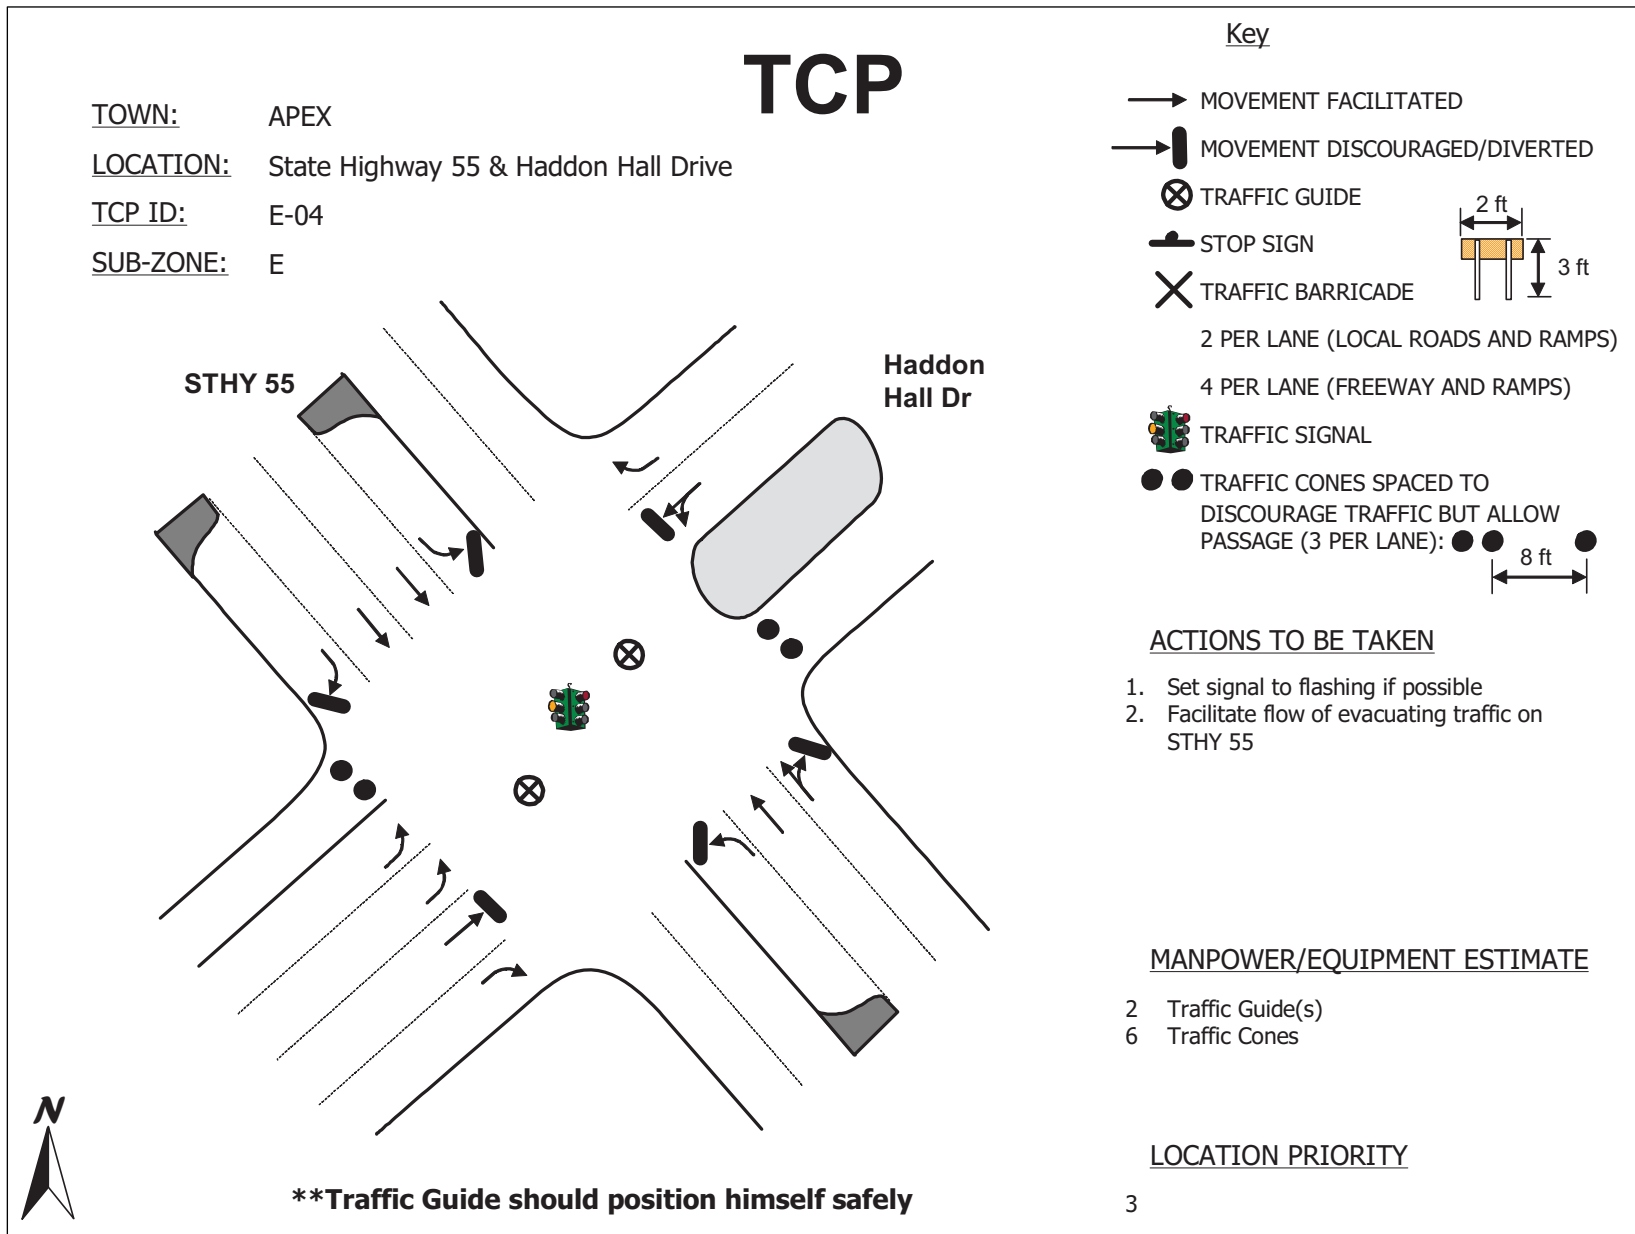 TCP
TOWN: APEX
LOCATION: State Highway 55 & Haddon Hall Drive
TCP ID: E-04
SUB-ZONE: E
STHY 55
Haddon
Hall Dr
N
**Traffic Guide should position himself safely
Key
MOVEMENT FACILITATED
MOVEMENT DISCOURAGED/DIVERTED
TRAFFIC GUIDE
STOP SIGN
TRAFFIC BARRICADE
2 ft
3 ft
2 PER LANE (LOCAL ROADS AND RAMPS)
4 PER LANE (FREEWAY AND RAMPS)
TRAFFIC SIGNAL
TRAFFIC CONES SPACED TO
DISCOURAGE TRAFFIC BUT ALLOW
PASSAGE (3 PER LANE):
8 ft
ACTIONS TO BE TAKEN
1. Set signal to flashing if possible
2. Facilitate flow of evacuating traffic on
STHY 55
MANPOWER/EQUIPMENT ESTIMATE
2 Traffic Guide(s)
6 Traffic Cones
LOCATION PRIORITY
3